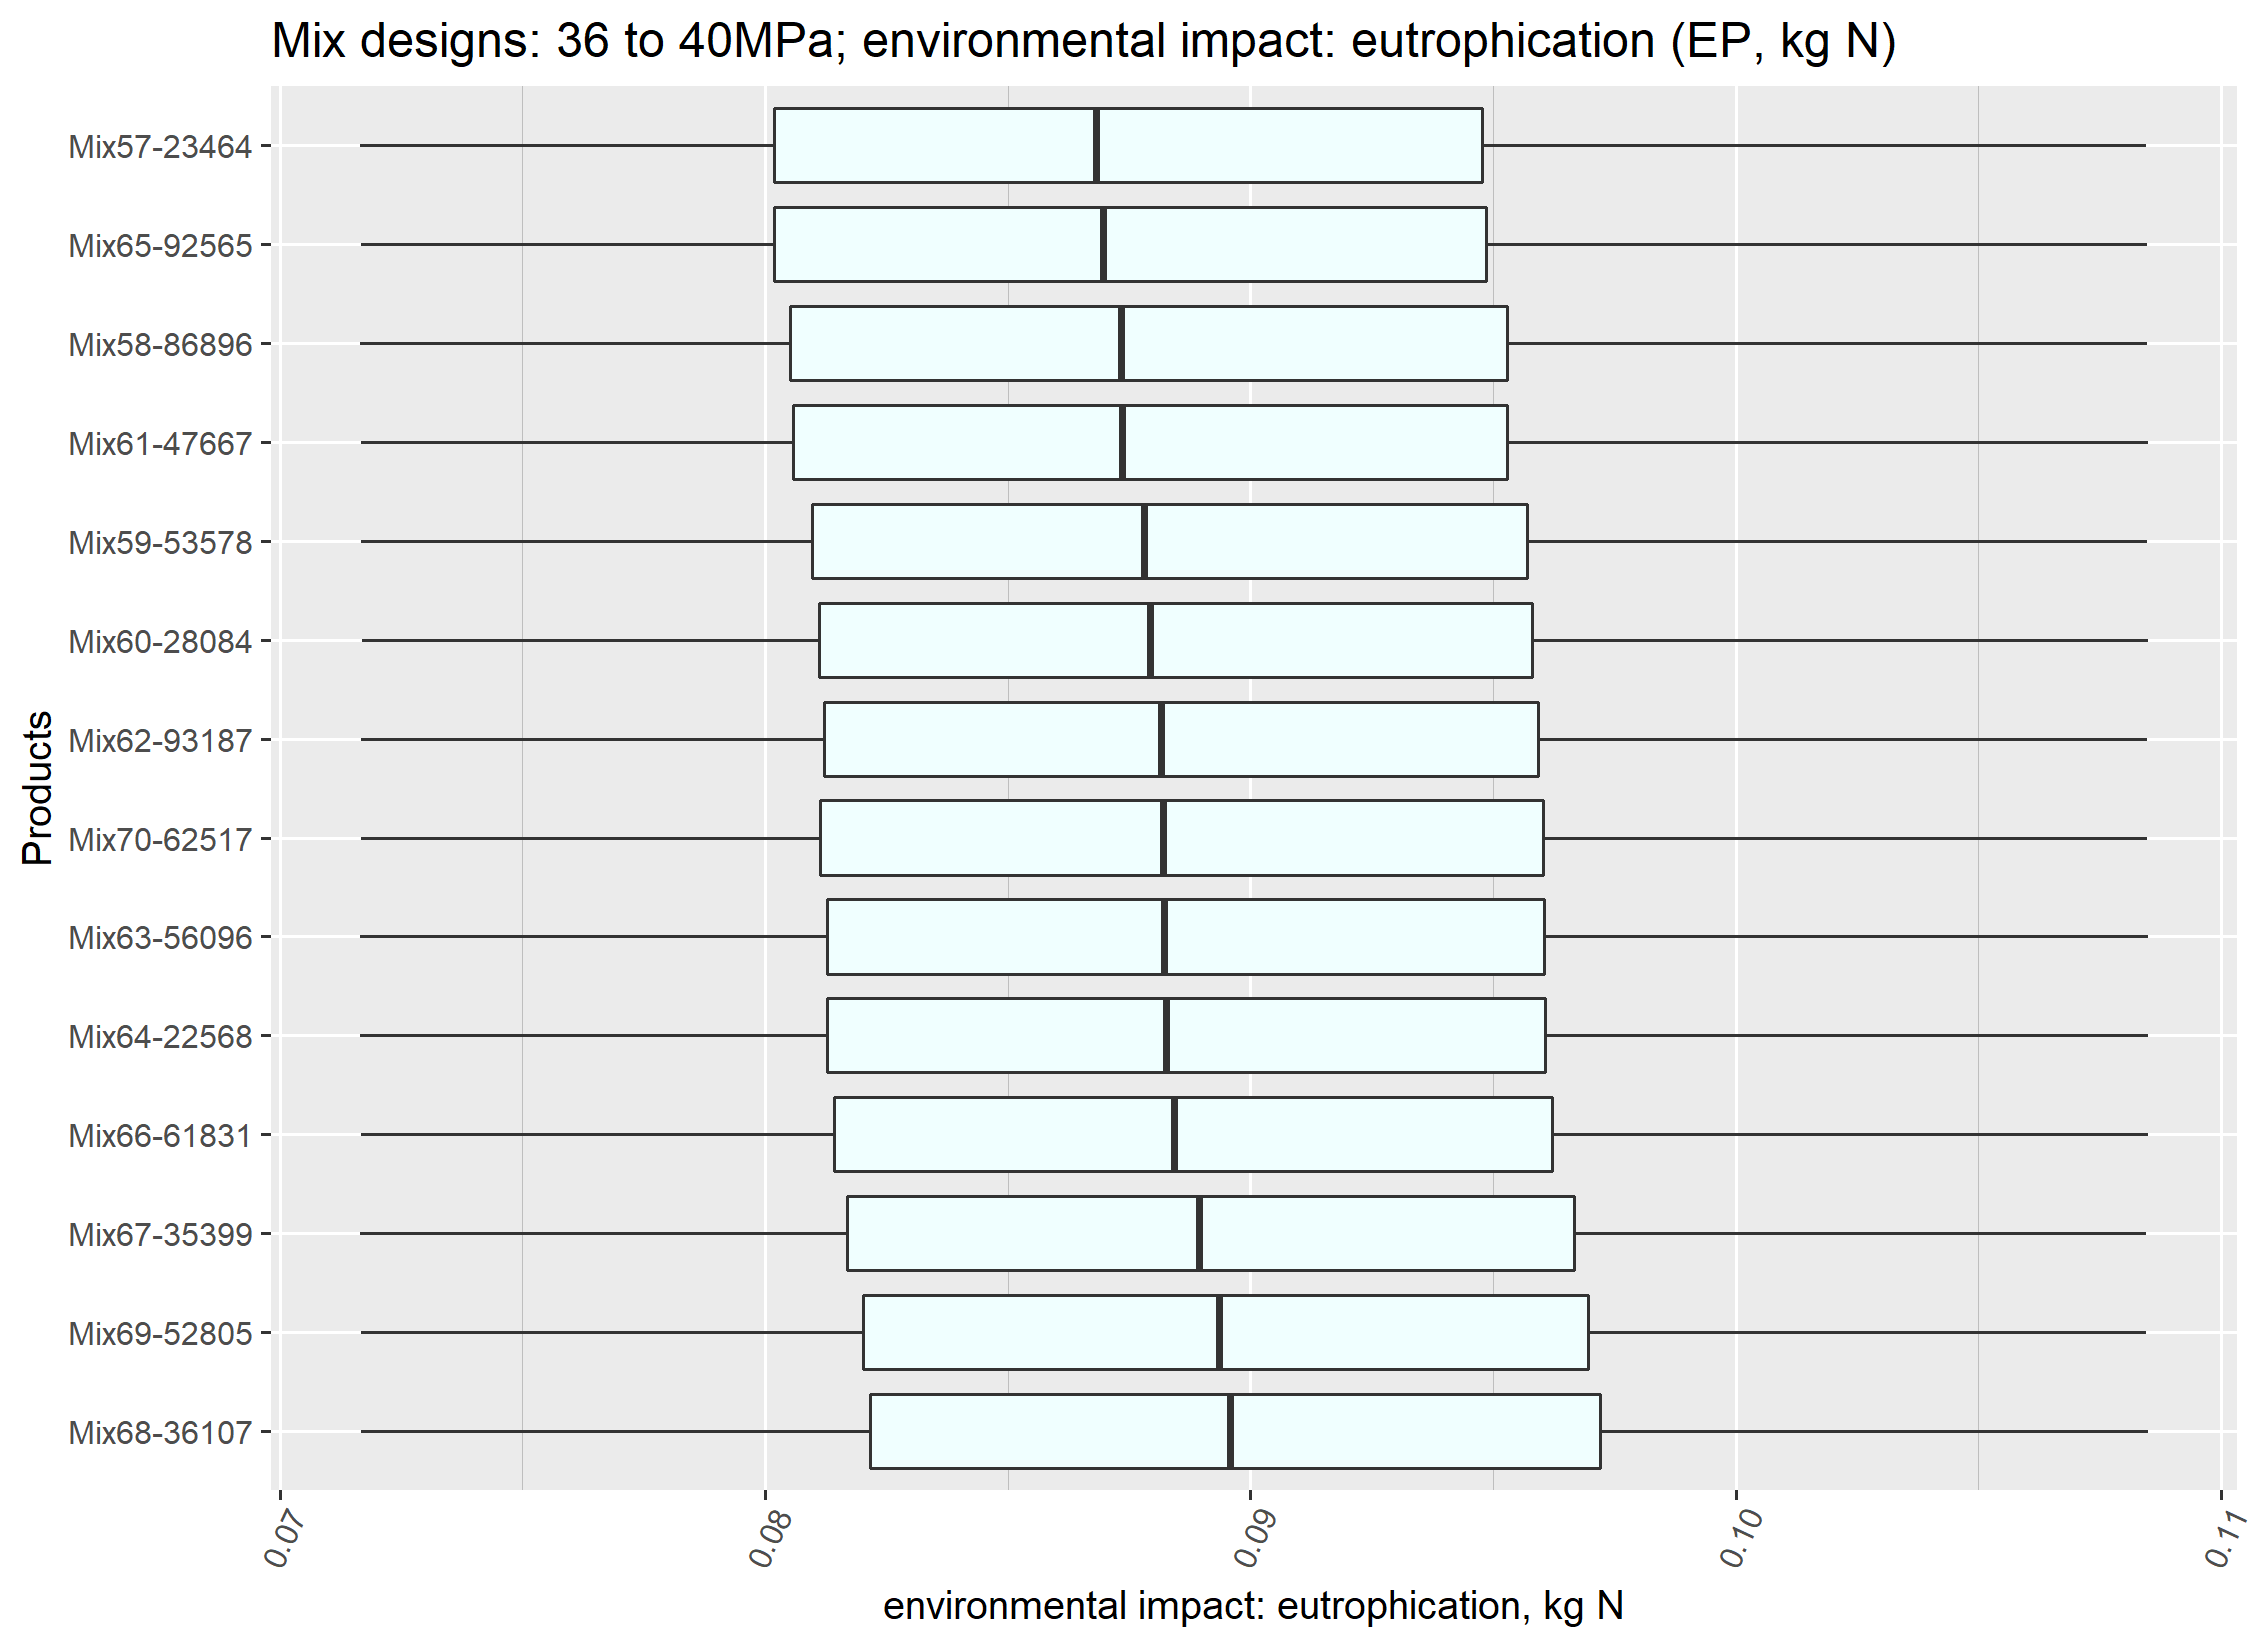 Mix designs: 36 to 40MPa; environmental impact: eutrophication (EP, kg N)
Products
Mix57-23464
Mix65-92565
Mix58-86896
Mix61-47667
Mix59-53578
Mix60-28084
Mix62-93187
Mix70-62517
Mix63-56096
Mix64-22568
Mix66-61831
Mix67-35399
Mix69-52805
Mix68-36107
0.07 0.08 0.09 0.10 0.11
environmental impact: eutrophication, kg N